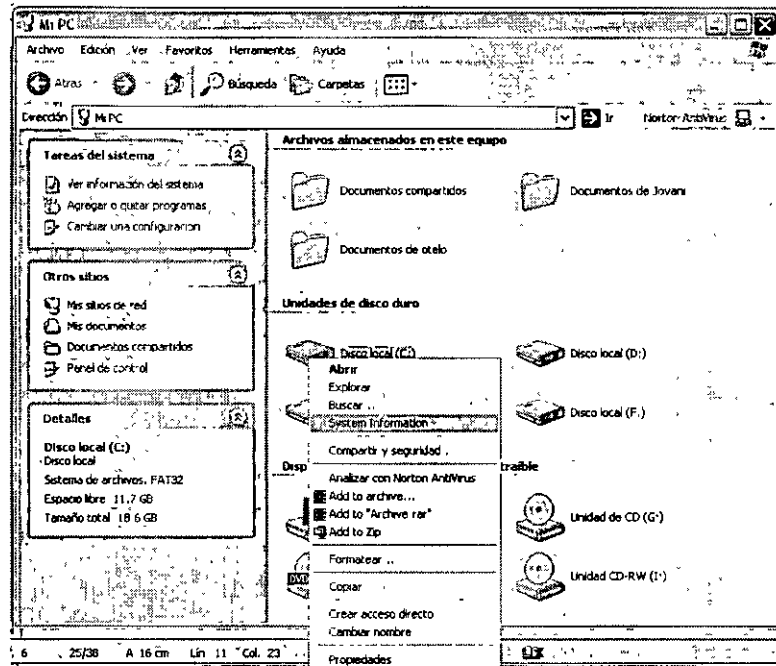 Mi PC
Archivo Edición Ver Favoritos Herramientas Ayuda
Atrás Búsqueda Carpetas
Dirección Mi PC Ir Norton AntiVirus
Tareas del sistema
Ver información del sistema
Agregar o quitar programas
Cambiar una configuración
Otros sitios
Mis sitios de red
Mis documentos
Documentos compartidos
Panel de control
Detalles
Disco local (C:)
Disco local
Sistema de archivos. FAT32
Espacio libre 11,7 GB
Tamaño total 18 6 GB
Archivos almacenados en este equipo
Documentos compartidos
Documentos de Jovani
Documentos de otelo
Unidades de disco duro
Disco local (C:)
Disco local (D:)
Disco local (F.)
Disp
traíble
Unidad de CD (G:)
DVD
Unidad CD-RW (I:)
Abrir
Explorar
Buscar ..
System Information
Compartir y seguridad .
Analizar con Norton AntiVirus
Add to archive...
Add to "Archive rar"
Add to Zip
Formatear ..
Copiar
Crear acceso directo
Cambiar nombre
Propiedades
6 25/38 A 16 cm Lín 11 Col. 23